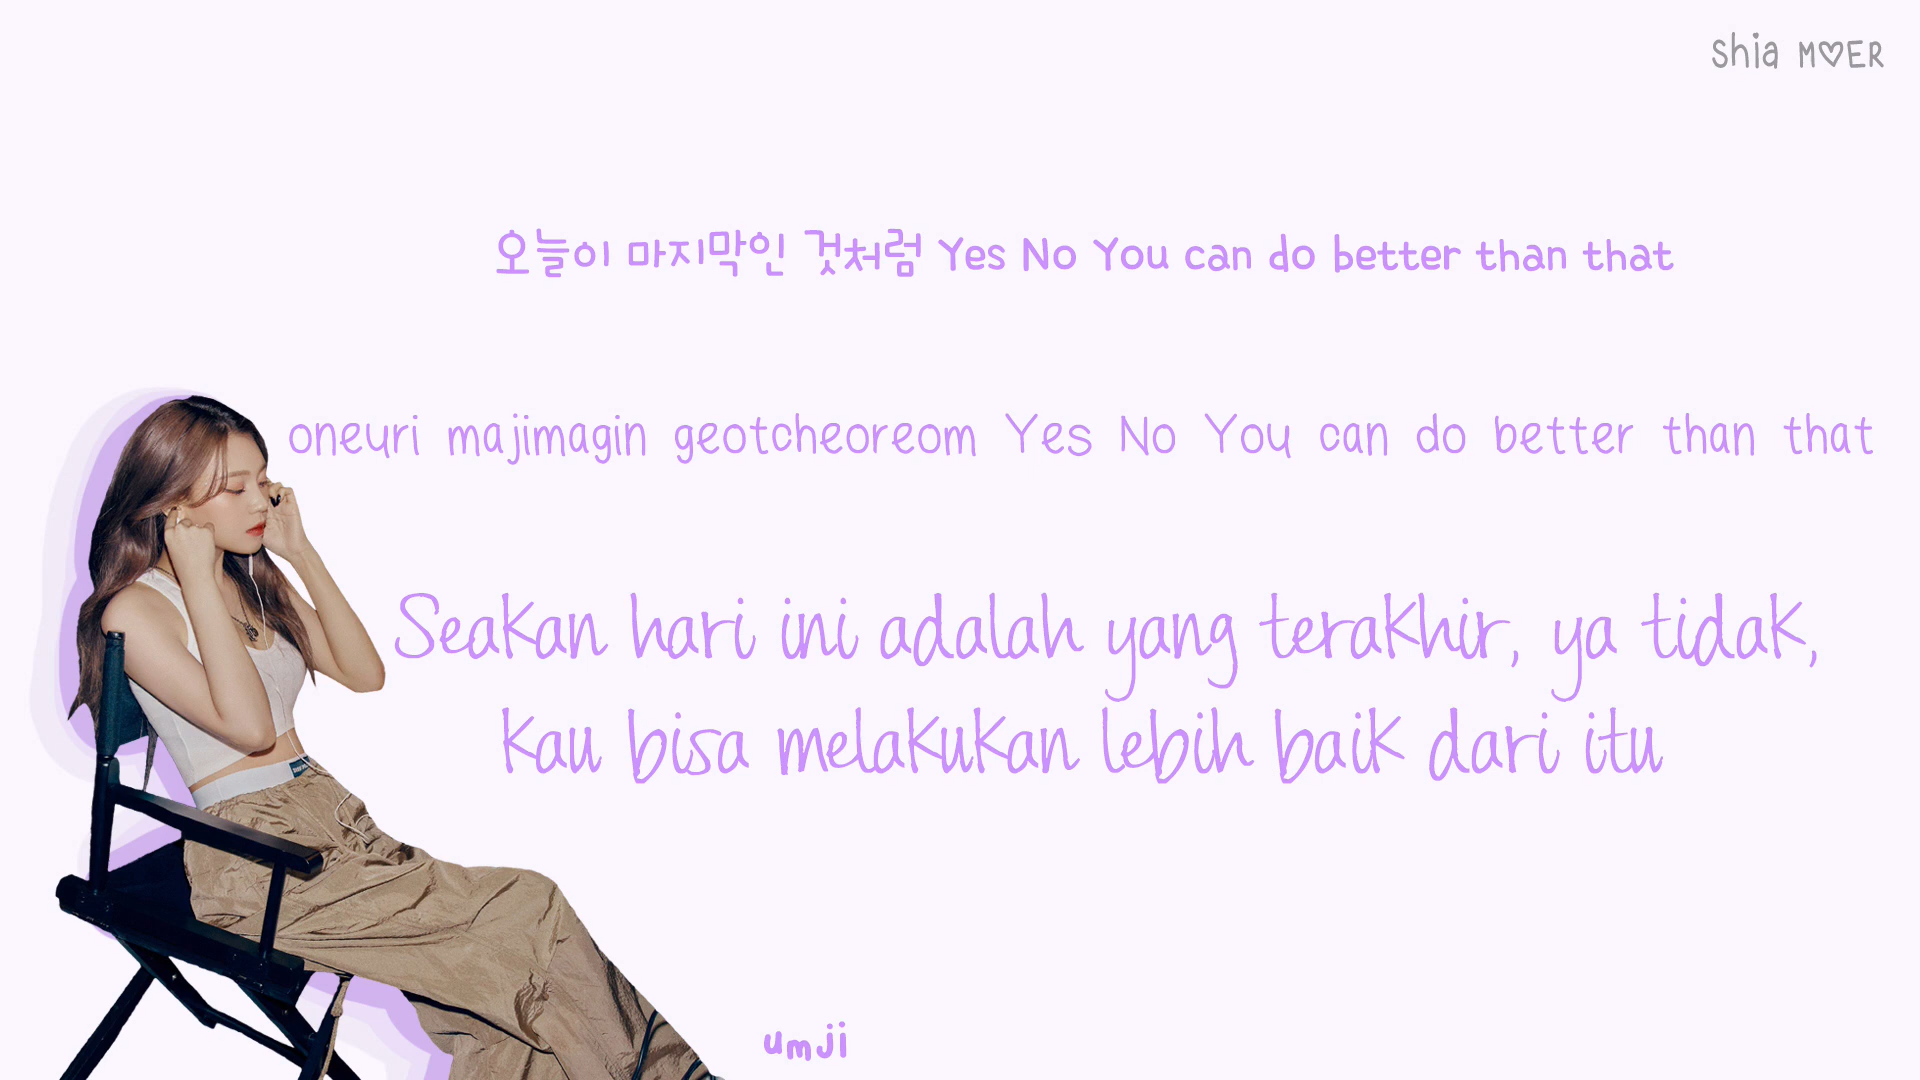 Shia M♡ER
오늘이 마지막인 것처럼 Yes No You can do better than that
oneuri majimagin geotcheoreom Yes No You can do better than that
Seakan hari ini adalah yang terakhir, ya tidak,
kau bisa melakukan lebih baik dari itu
umji